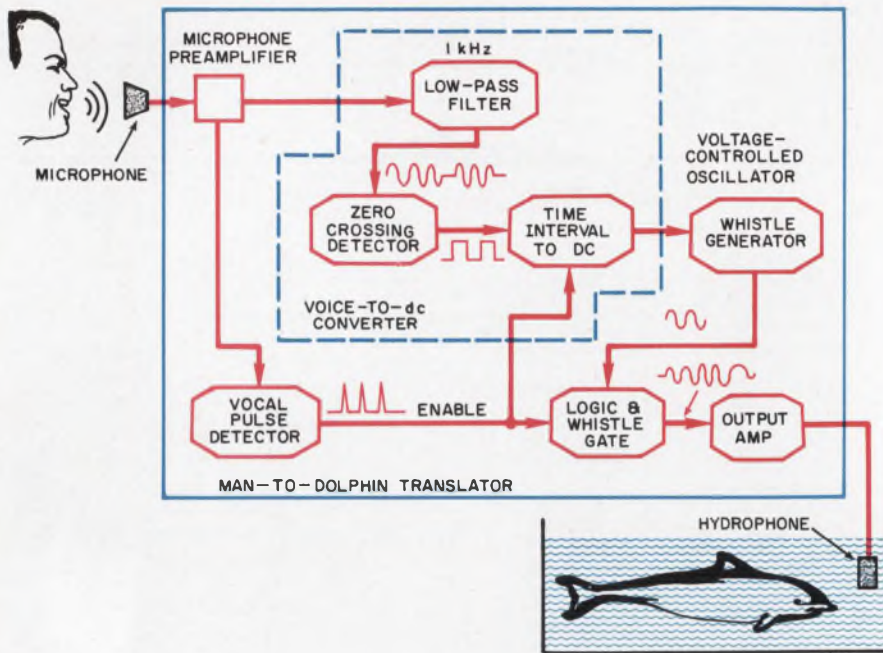 MICROPHONE
PREAMPLIFIER
MICROPHONE
1 kHz
LOW-PASS
FILTER
ZERO
CROSSING
DETECTOR
TIME
INTERVAL
TO DC
VOLTAGE-
CONTROLLED
OSCILLATOR
WHISTLE
GENERATOR
VOICE-TO-dc
CONVERTER
VOCAL
PULSE
DETECTOR
ENABLE
LOGIC &
WHISTLE
GATE
OUTPUT
AMP
MAN-TO-DOLPHIN TRANSLATOR
HYDROPHONE